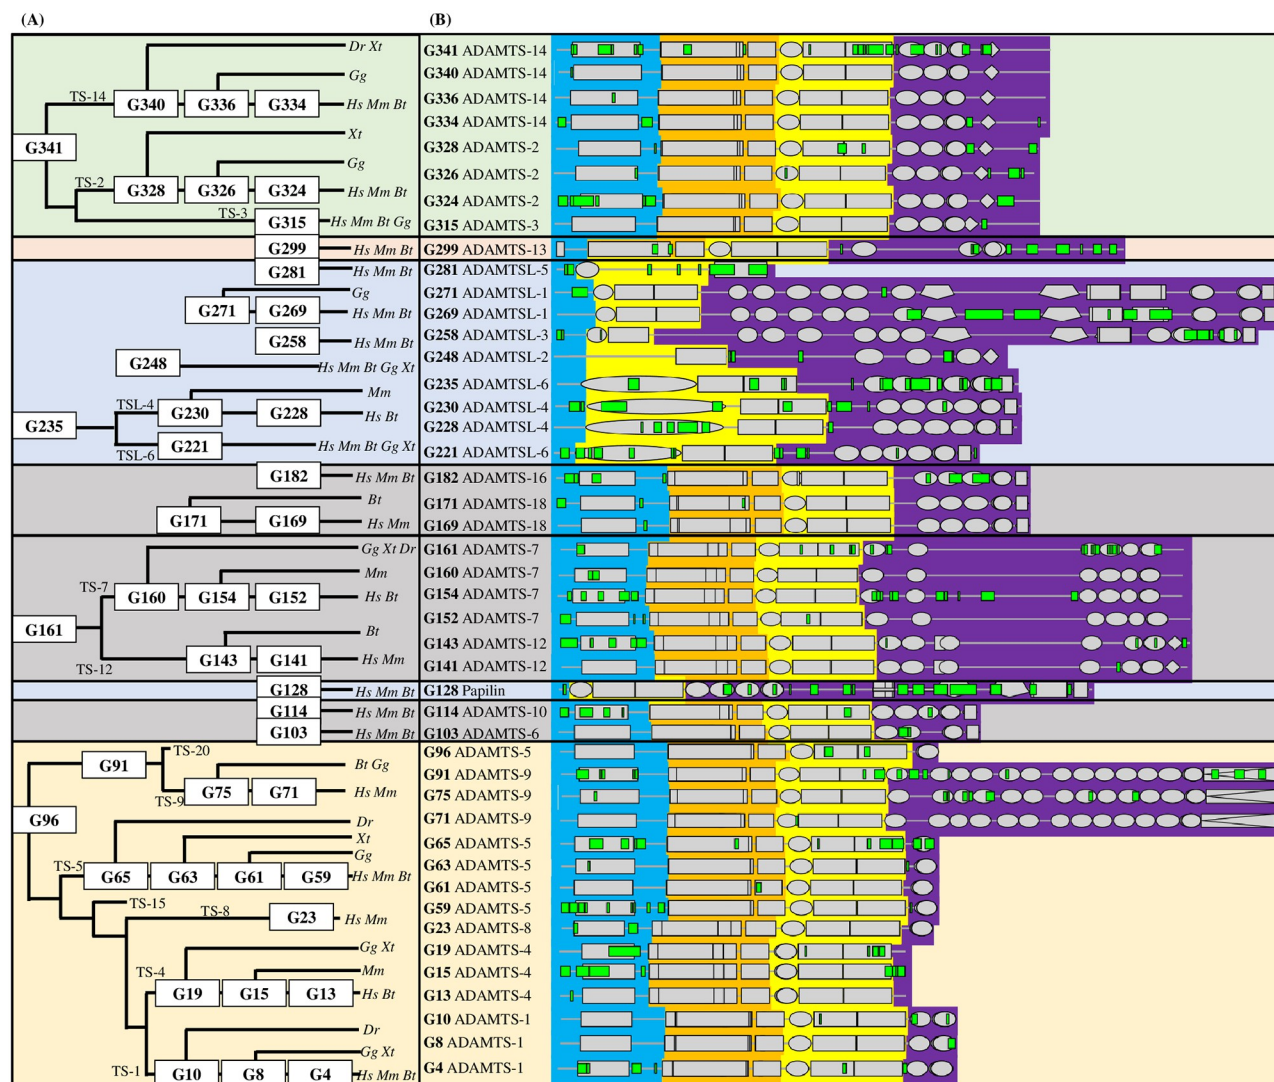 (A)
(B)
Dr Xt
Gg
TS-14
G340
G336
G334
Hs Mm Bt
G341
Xt
Gg
TS-2
G328
G326
G324
Hs Mm Bt
TS-3
G315
Hs Mm Bt Gg
G299
Hs Mm Bt
G281
Hs Mm Bt
Gg
G271
G269
Hs Mm Bt
G258
Hs Mm Bt
G248
Hs Mm Bt Gg Xt
Mm
TSL-4
G230
G228
Hs Bt
G235
G221
Hs Mm Bt Gg Xt
TSL-6
G182
Hs Mm Bt
Bt
G171
G169
Hs Mm
Gg Xt Dr
Mm
TS-7
G160
G154
G152
Hs Bt
G161
Bt
G143
G141
Hs Mm
TS-12
G128
Hs Mm Bt
G114
Hs Mm Bt
G103
Hs Mm Bt
TS-20
G91
Bt Gg
TS-9
G75
G71
Hs Mm
G96
Dr
Xt
Gg
TS-5
G65
G63
G61
G59
Hs Mm Bt
TS-15
TS-8
G23
Hs Mm
Gg Xt
TS-4
Mm
G19
G15
G13
Hs Bt
Dr
Gg Xt
TS-1
G10
G8
G4
Hs Mm Bt
G341 ADAMTS-14
G340 ADAMTS-14
G336 ADAMTS-14
G334 ADAMTS-14
G328 ADAMTS-2
G326 ADAMTS-2
G324 ADAMTS-2
G315 ADAMTS-3
G299 ADAMTS-13
G281 ADAMTSL-5
G271 ADAMTSL-1
G269 ADAMTSL-1
G258 ADAMTSL-3
G248 ADAMTSL-2
G235 ADAMTSL-6
G230 ADAMTSL-4
G228 ADAMTSL-4
G221 ADAMTSL-6
G182 ADAMTS-16
G171 ADAMTS-18
G169 ADAMTS-18
G161 ADAMTS-7
G160 ADAMTS-7
G154 ADAMTS-7
G152 ADAMTS-7
G143 ADAMTS-12
G141 ADAMTS-12
G128 Papilin
G114 ADAMTS-10
G103 ADAMTS-6
G96 ADAMTS-5
G91 ADAMTS-9
G75 ADAMTS-9
G71 ADAMTS-9
G65 ADAMTS-5
G63 ADAMTS-5
G61 ADAMTS-5
G59 ADAMTS-5
G23 ADAMTS-8
G19 ADAMTS-4
G15 ADAMTS-4
G13 ADAMTS-4
G10 ADAMTS-1
G8 ADAMTS-1
G4 ADAMTS-1